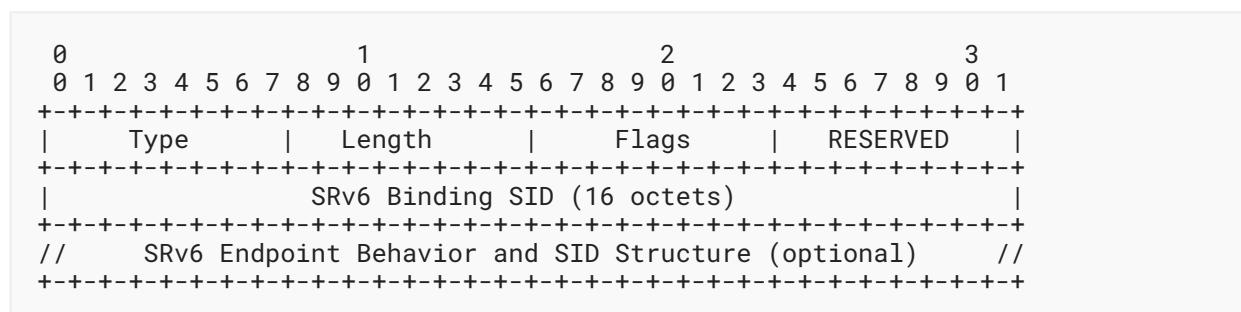 0                   1                   2                   3
 0 1 2 3 4 5 6 7 8 9 0 1 2 3 4 5 6 7 8 9 0 1 2 3 4 5 6 7 8 9 0 1
+-+-+-+-+-+-+-+-+-+-+-+-+-+-+-+-+-+-+-+-+-+-+-+-+-+-+-+-+-+-+-+-+
|     Type      |   Length      |     Flags     |   RESERVED    |
+-+-+-+-+-+-+-+-+-+-+-+-+-+-+-+-+-+-+-+-+-+-+-+-+-+-+-+-+-+-+-+-+
|                 SRv6 Binding SID (16 octets)                  |
+-+-+-+-+-+-+-+-+-+-+-+-+-+-+-+-+-+-+-+-+-+-+-+-+-+-+-+-+-+-+-+-+
//     SRv6 Endpoint Behavior and SID Structure (optional)     //
+-+-+-+-+-+-+-+-+-+-+-+-+-+-+-+-+-+-+-+-+-+-+-+-+-+-+-+-+-+-+-+-+